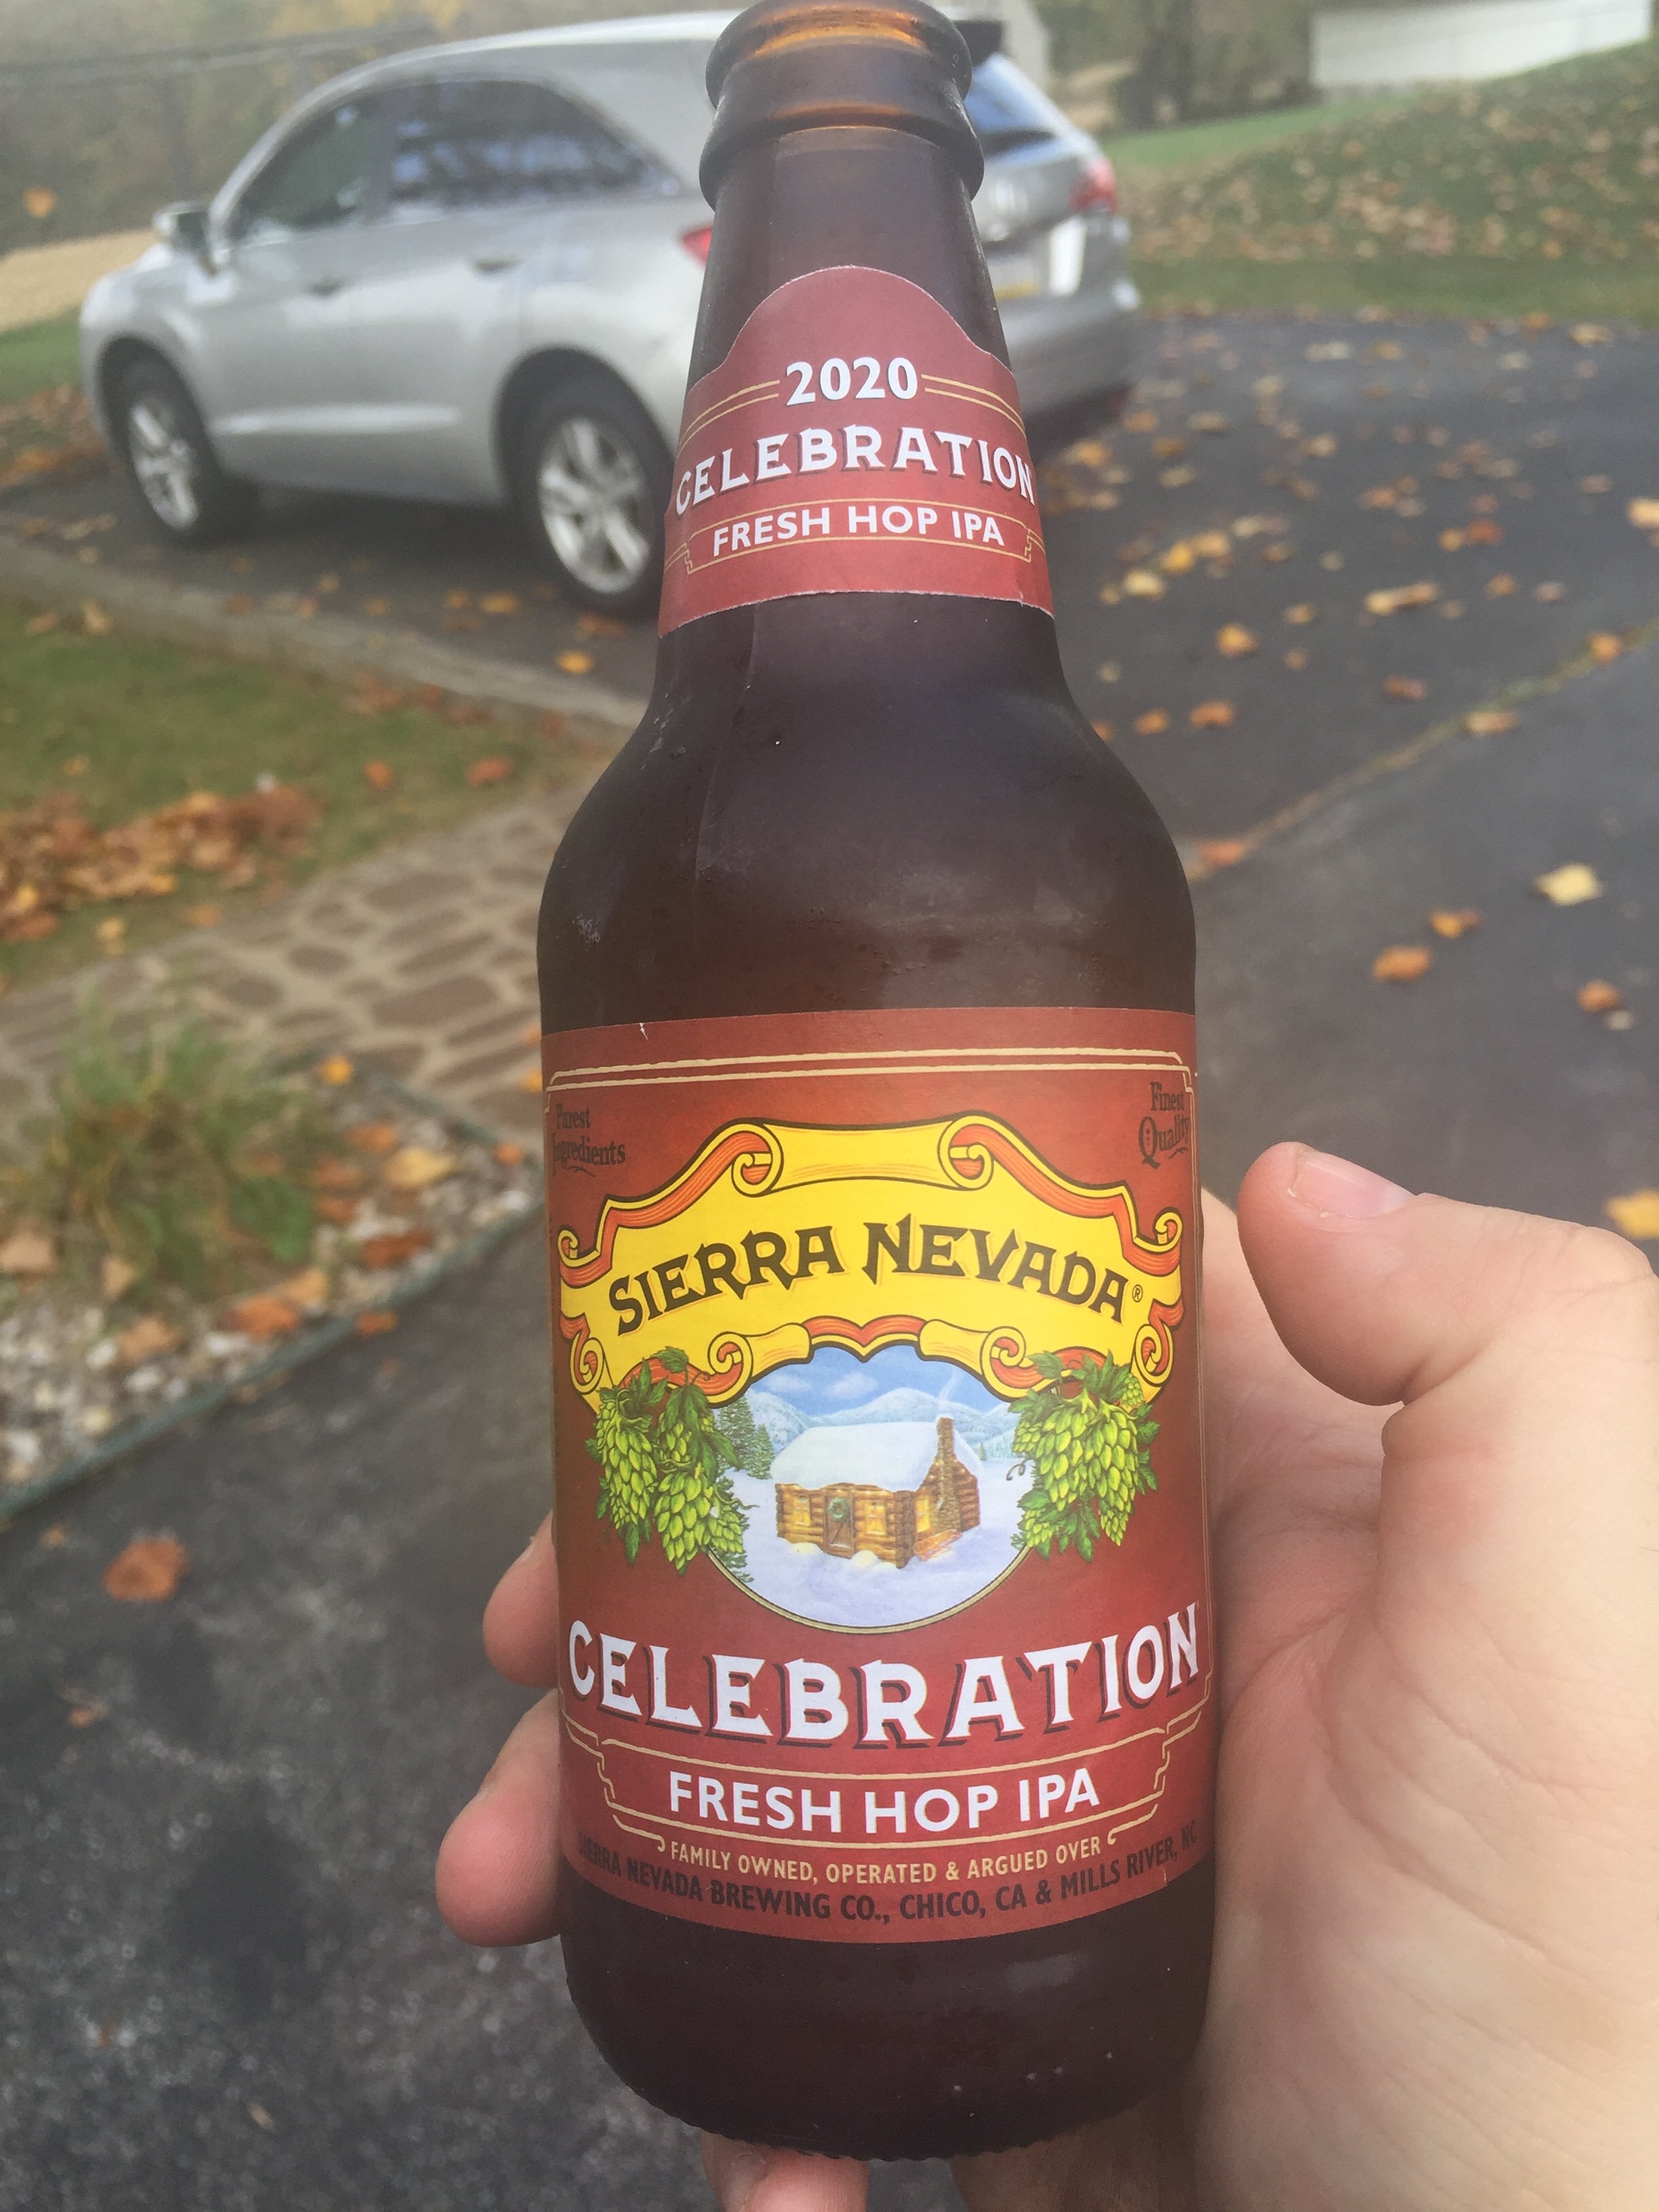 2020
CELEBRATION
FRESH HOP IPA
Purest
Ingredients
Finest
Quality
SIERRA NEVADA®
CELEBRATION
FRESH HOP IPA
FAMILY OWNED, OPERATED & ARGUED OVER
SIERRA NEVADA BREWING CO., CHICO, CA & MILLS RIVER, NC